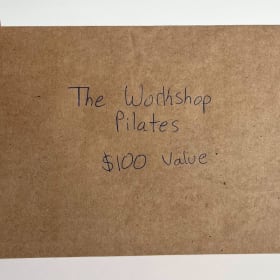 The Workshop
Pilates
$100 value